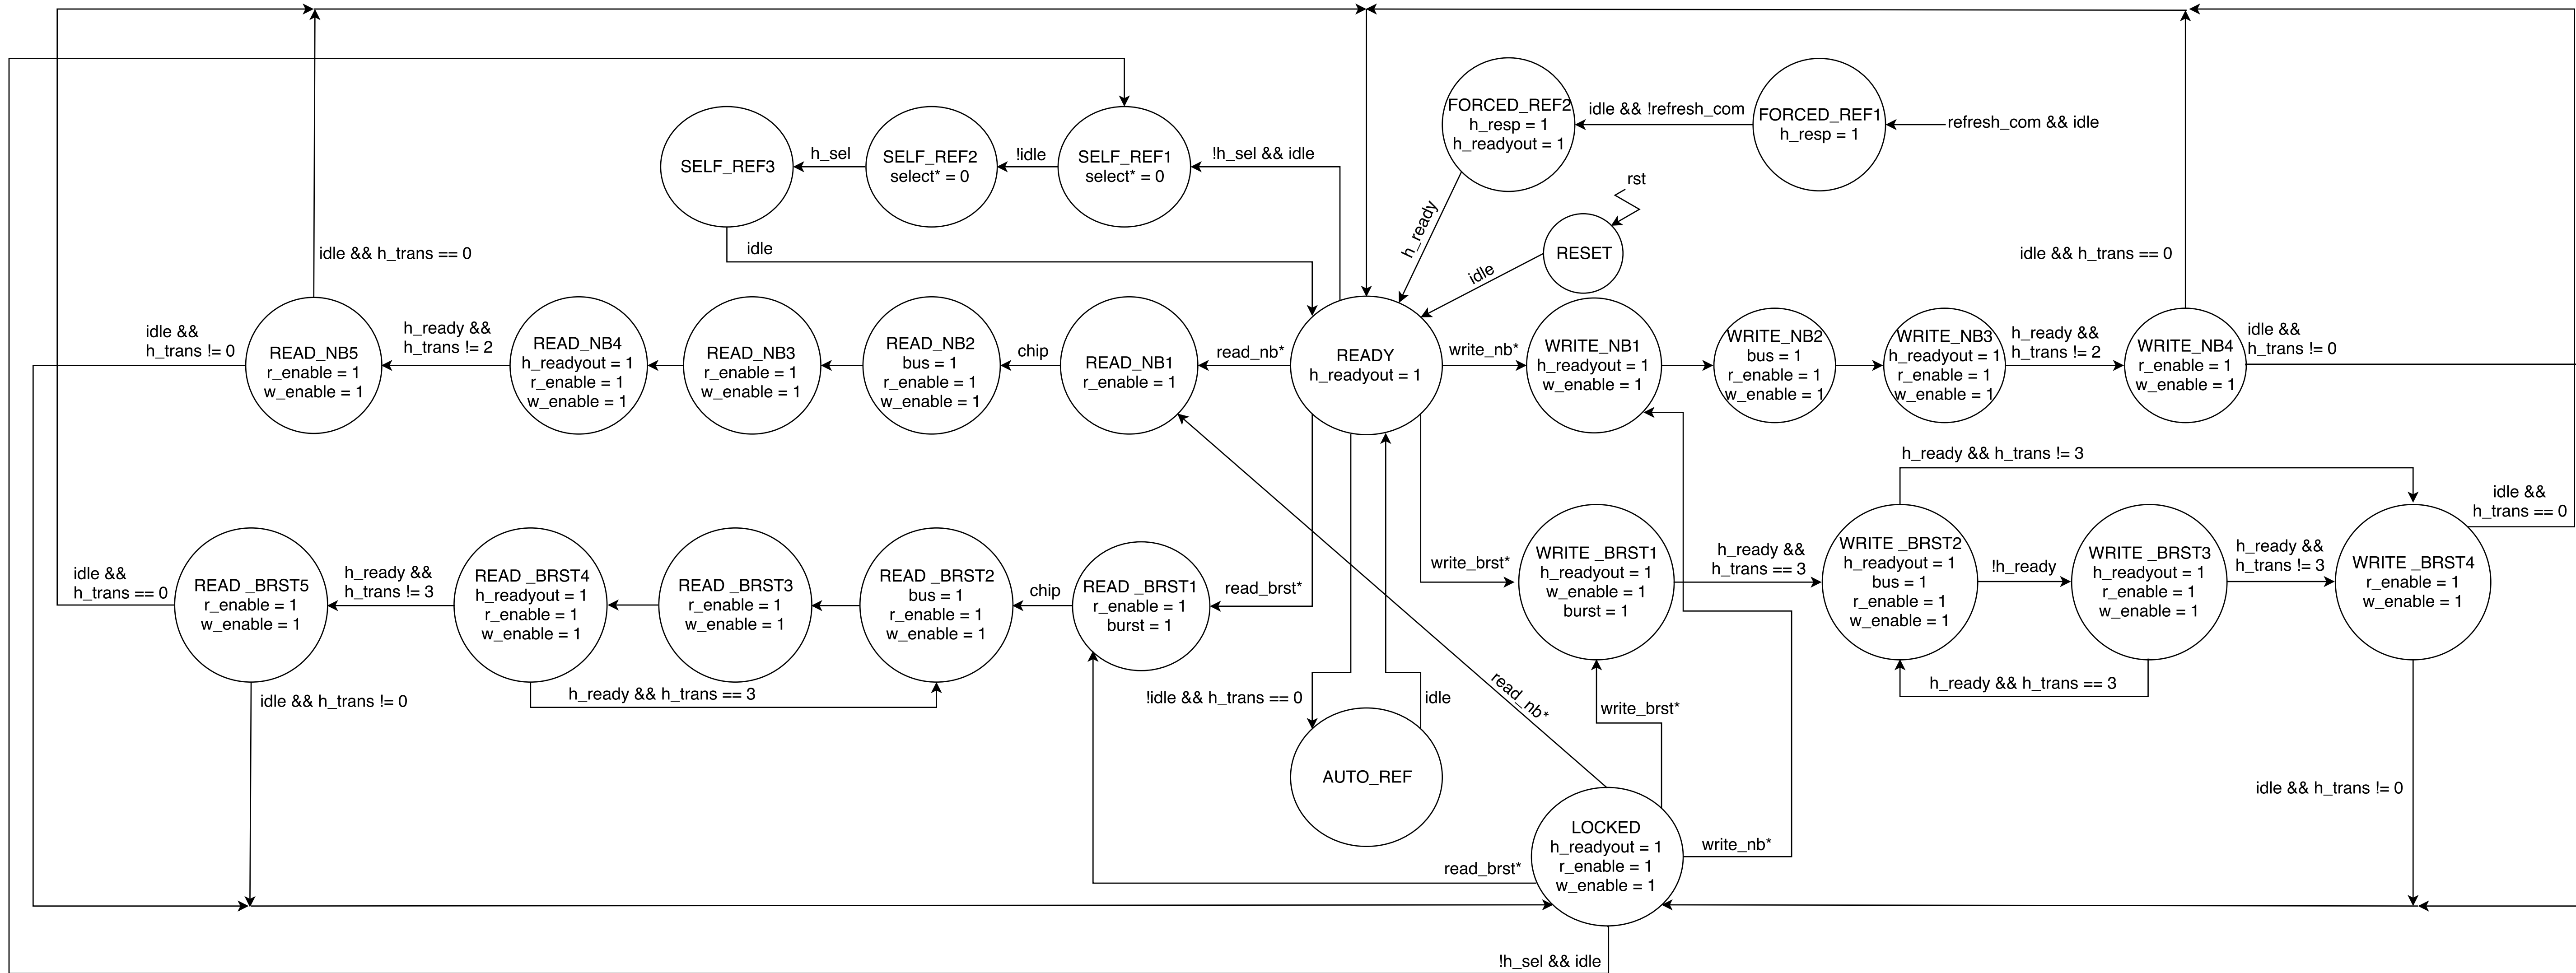 FORCED_REF2
h_resp = 1
h_readyout = 1
idle && !refresh_com
FORCED_REF1
h_resp = 1
refresh_com && idle
SELF_REF3
h_sel
SELF_REF2
select* = 0
!idle
SELF_REF1
select* = 0
!h_sel && idle
rst
h_ready
RESET
idle
idle
idle && h_trans == 0
idle && h_trans == 0
idle &&
h_trans != 0
READ_NB5
r_enable = 1
w_enable = 1
h_ready &&
h_trans != 2
READ_NB4
h_readyout = 1
r_enable = 1
w_enable = 1
READ_NB3
r_enable = 1
w_enable = 1
READ_NB2
bus = 1
r_enable = 1
w_enable = 1
chip
READ_NB1
r_enable = 1
read_nb*
READY
h_readyout = 1
write_nb*
WRITE_NB1
h_readyout = 1
w_enable = 1
WRITE_NB2
bus = 1
r_enable = 1
w_enable = 1
WRITE_NB3
h_readyout = 1
r_enable = 1
w_enable = 1
h_ready &&
h_trans != 2
WRITE_NB4
r_enable = 1
w_enable = 1
idle &&
h_trans != 0
h_ready && h_trans != 3
idle &&
h_trans == 0
idle &&
h_trans == 0
READ _BRST5
r_enable = 1
w_enable = 1
h_ready &&
h_trans != 3
READ _BRST4
h_readyout = 1
r_enable = 1
w_enable = 1
READ _BRST3
r_enable = 1
w_enable = 1
READ _BRST2
bus = 1
r_enable = 1
w_enable = 1
chip
READ _BRST1
r_enable = 1
burst = 1
read_brst*
write_brst*
WRITE _BRST1
h_readyout = 1
w_enable = 1
burst = 1
h_ready &&
h_trans == 3
WRITE _BRST2
h_readyout = 1
bus = 1
r_enable = 1
w_enable = 1
!h_ready
WRITE _BRST3
h_readyout = 1
r_enable = 1
w_enable = 1
h_ready &&
h_trans != 3
WRITE _BRST4
r_enable = 1
w_enable = 1
idle && h_trans != 0
h_ready && h_trans == 3
!idle && h_trans == 0
idle
read_nb*
write_brst*
h_ready && h_trans == 3
AUTO_REF
idle && h_trans != 0
LOCKED
h_readyout = 1
r_enable = 1
w_enable = 1
write_nb*
read_brst*
!h_sel && idle